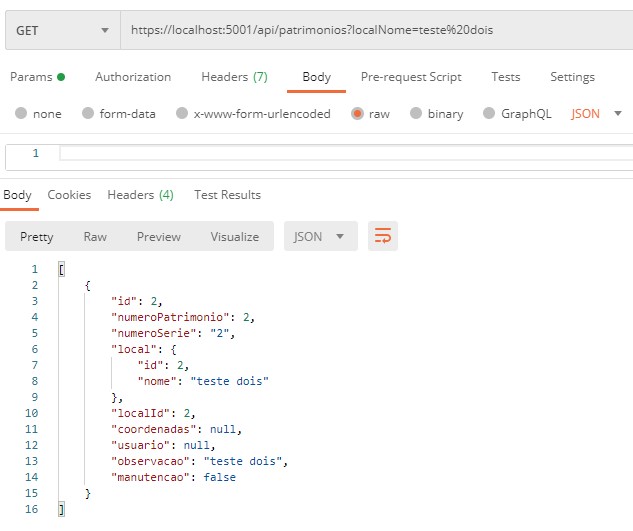 GET https://localhost:5001/api/patrimonios?localNome=teste%20dois
Params Authorization Headers (7) Body Pre-request Script Tests Settings
none form-data x-www-form-urlencoded raw binary GraphQL JSON
1
Body Cookies Headers (4) Test Results
Pretty Raw Preview Visualize JSON
1 [
2 {
3 "id": 2,
4 "numeroPatrimonio": 2,
5 "numeroSerie": "2",
6 "local": {
7 "id": 2,
8 "nome": "teste dois"
9 },
10 "localId": 2,
11 "coordenadas": null,
12 "usuario": null,
13 "observacao": "teste dois",
14 "manutencao": false
15 }
16 ]